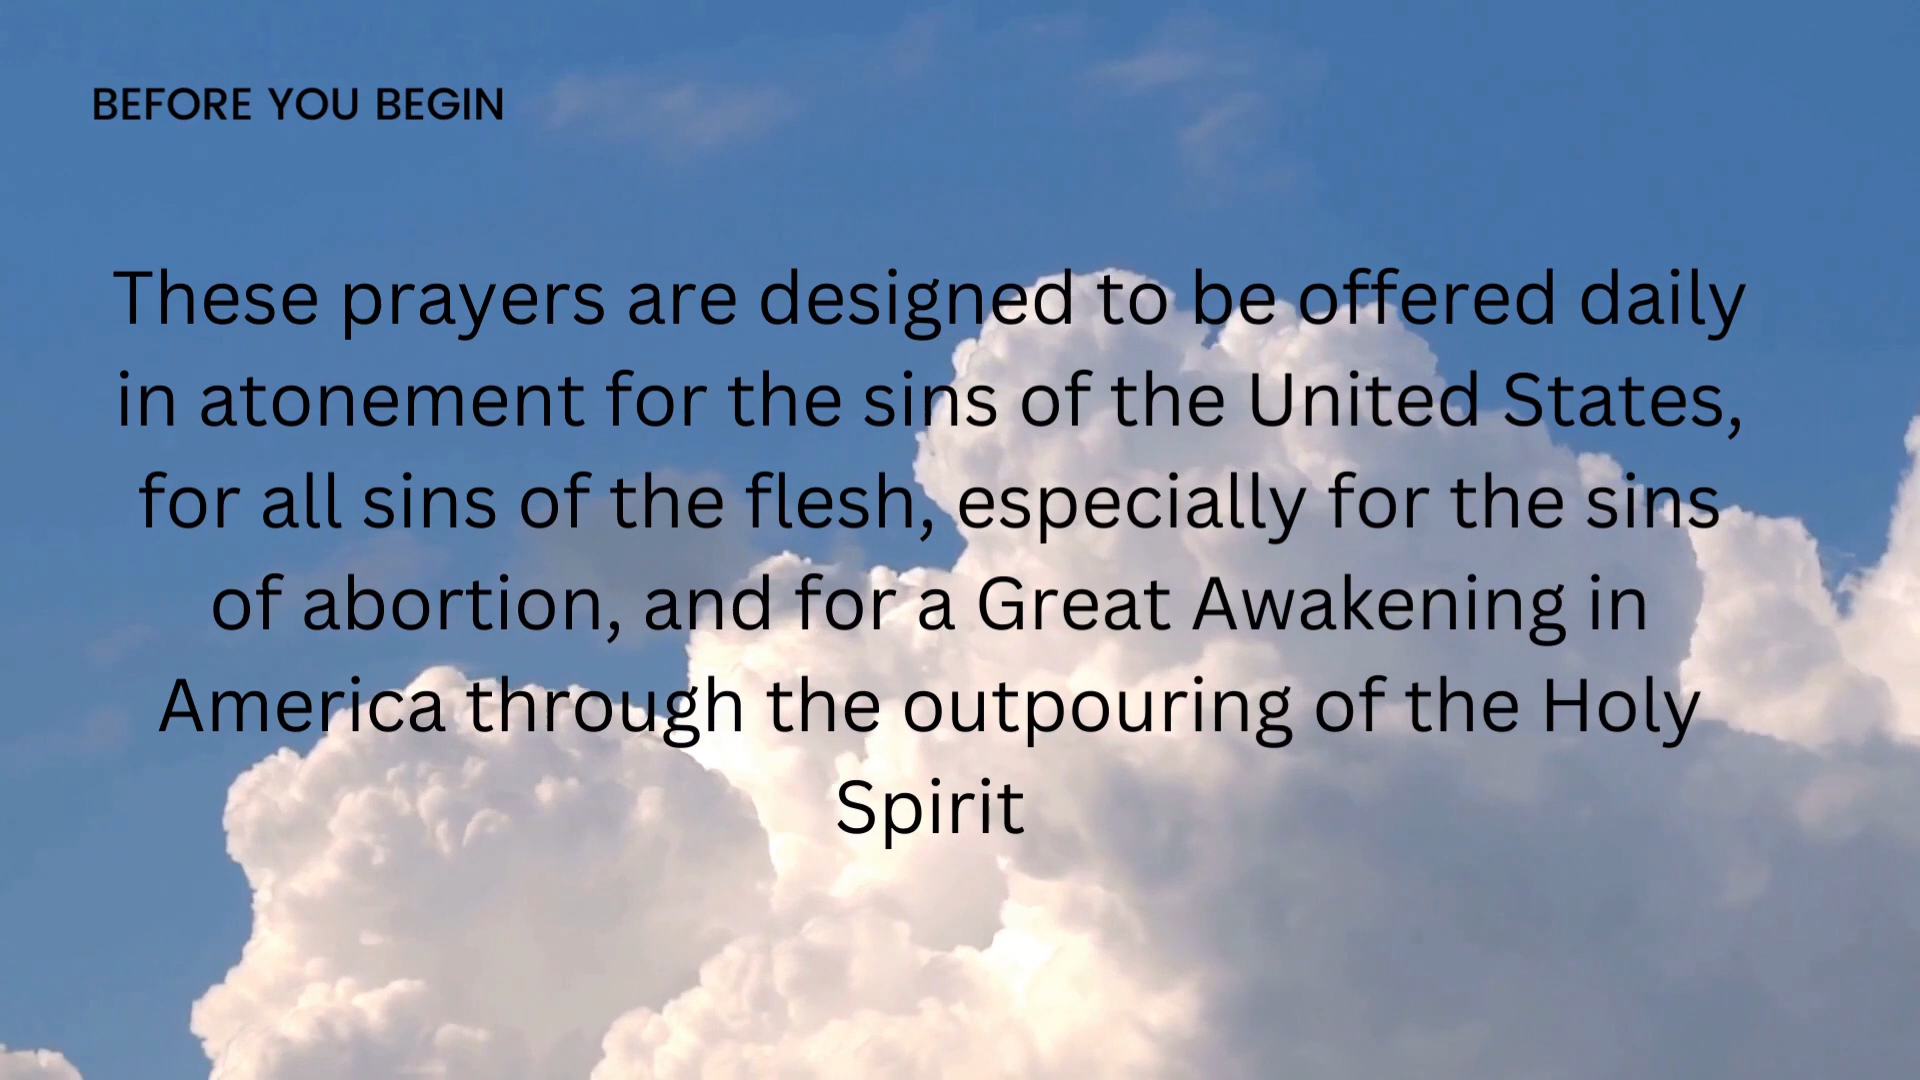 BEFORE YOU BEGIN
These prayers are designed to be offered daily
in atonement for the sins of the United States,
for all sins of the flesh, especially for the sins
of abortion, and for a Great Awakening in
America through the outpouring of the Holy
Spirit